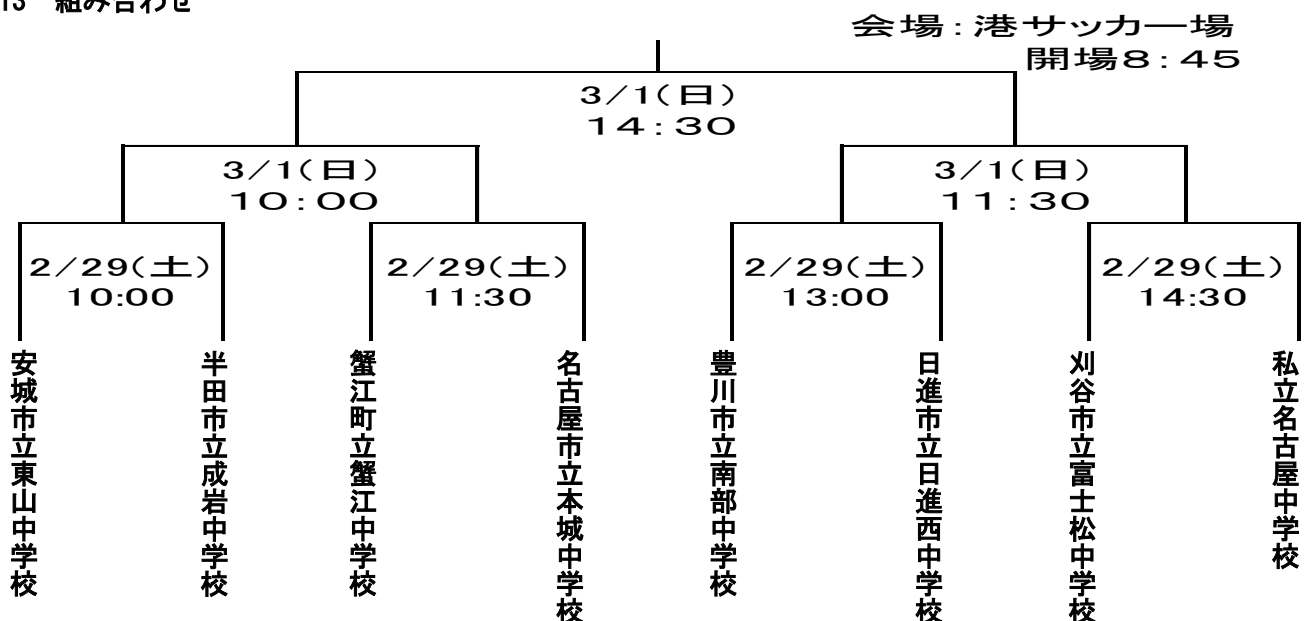 13 組み合わせ
会場：港サッカー場
開場8：45
3／1(日)
14：30
3／1(日)
10：00
3／1(日)
11：30
2／29(土)
10:00
2／29(土)
11:30
2／29(土)
13:00
2／29(土)
14:30
安城市立東山中学校
半田市立成岩中学校
蟹江町立蟹江中学校
名古屋市立本城中学校
豊川市立南部中学校
日進市立日進西中学校
刈谷市立富士松中学校
私立名古屋中学校